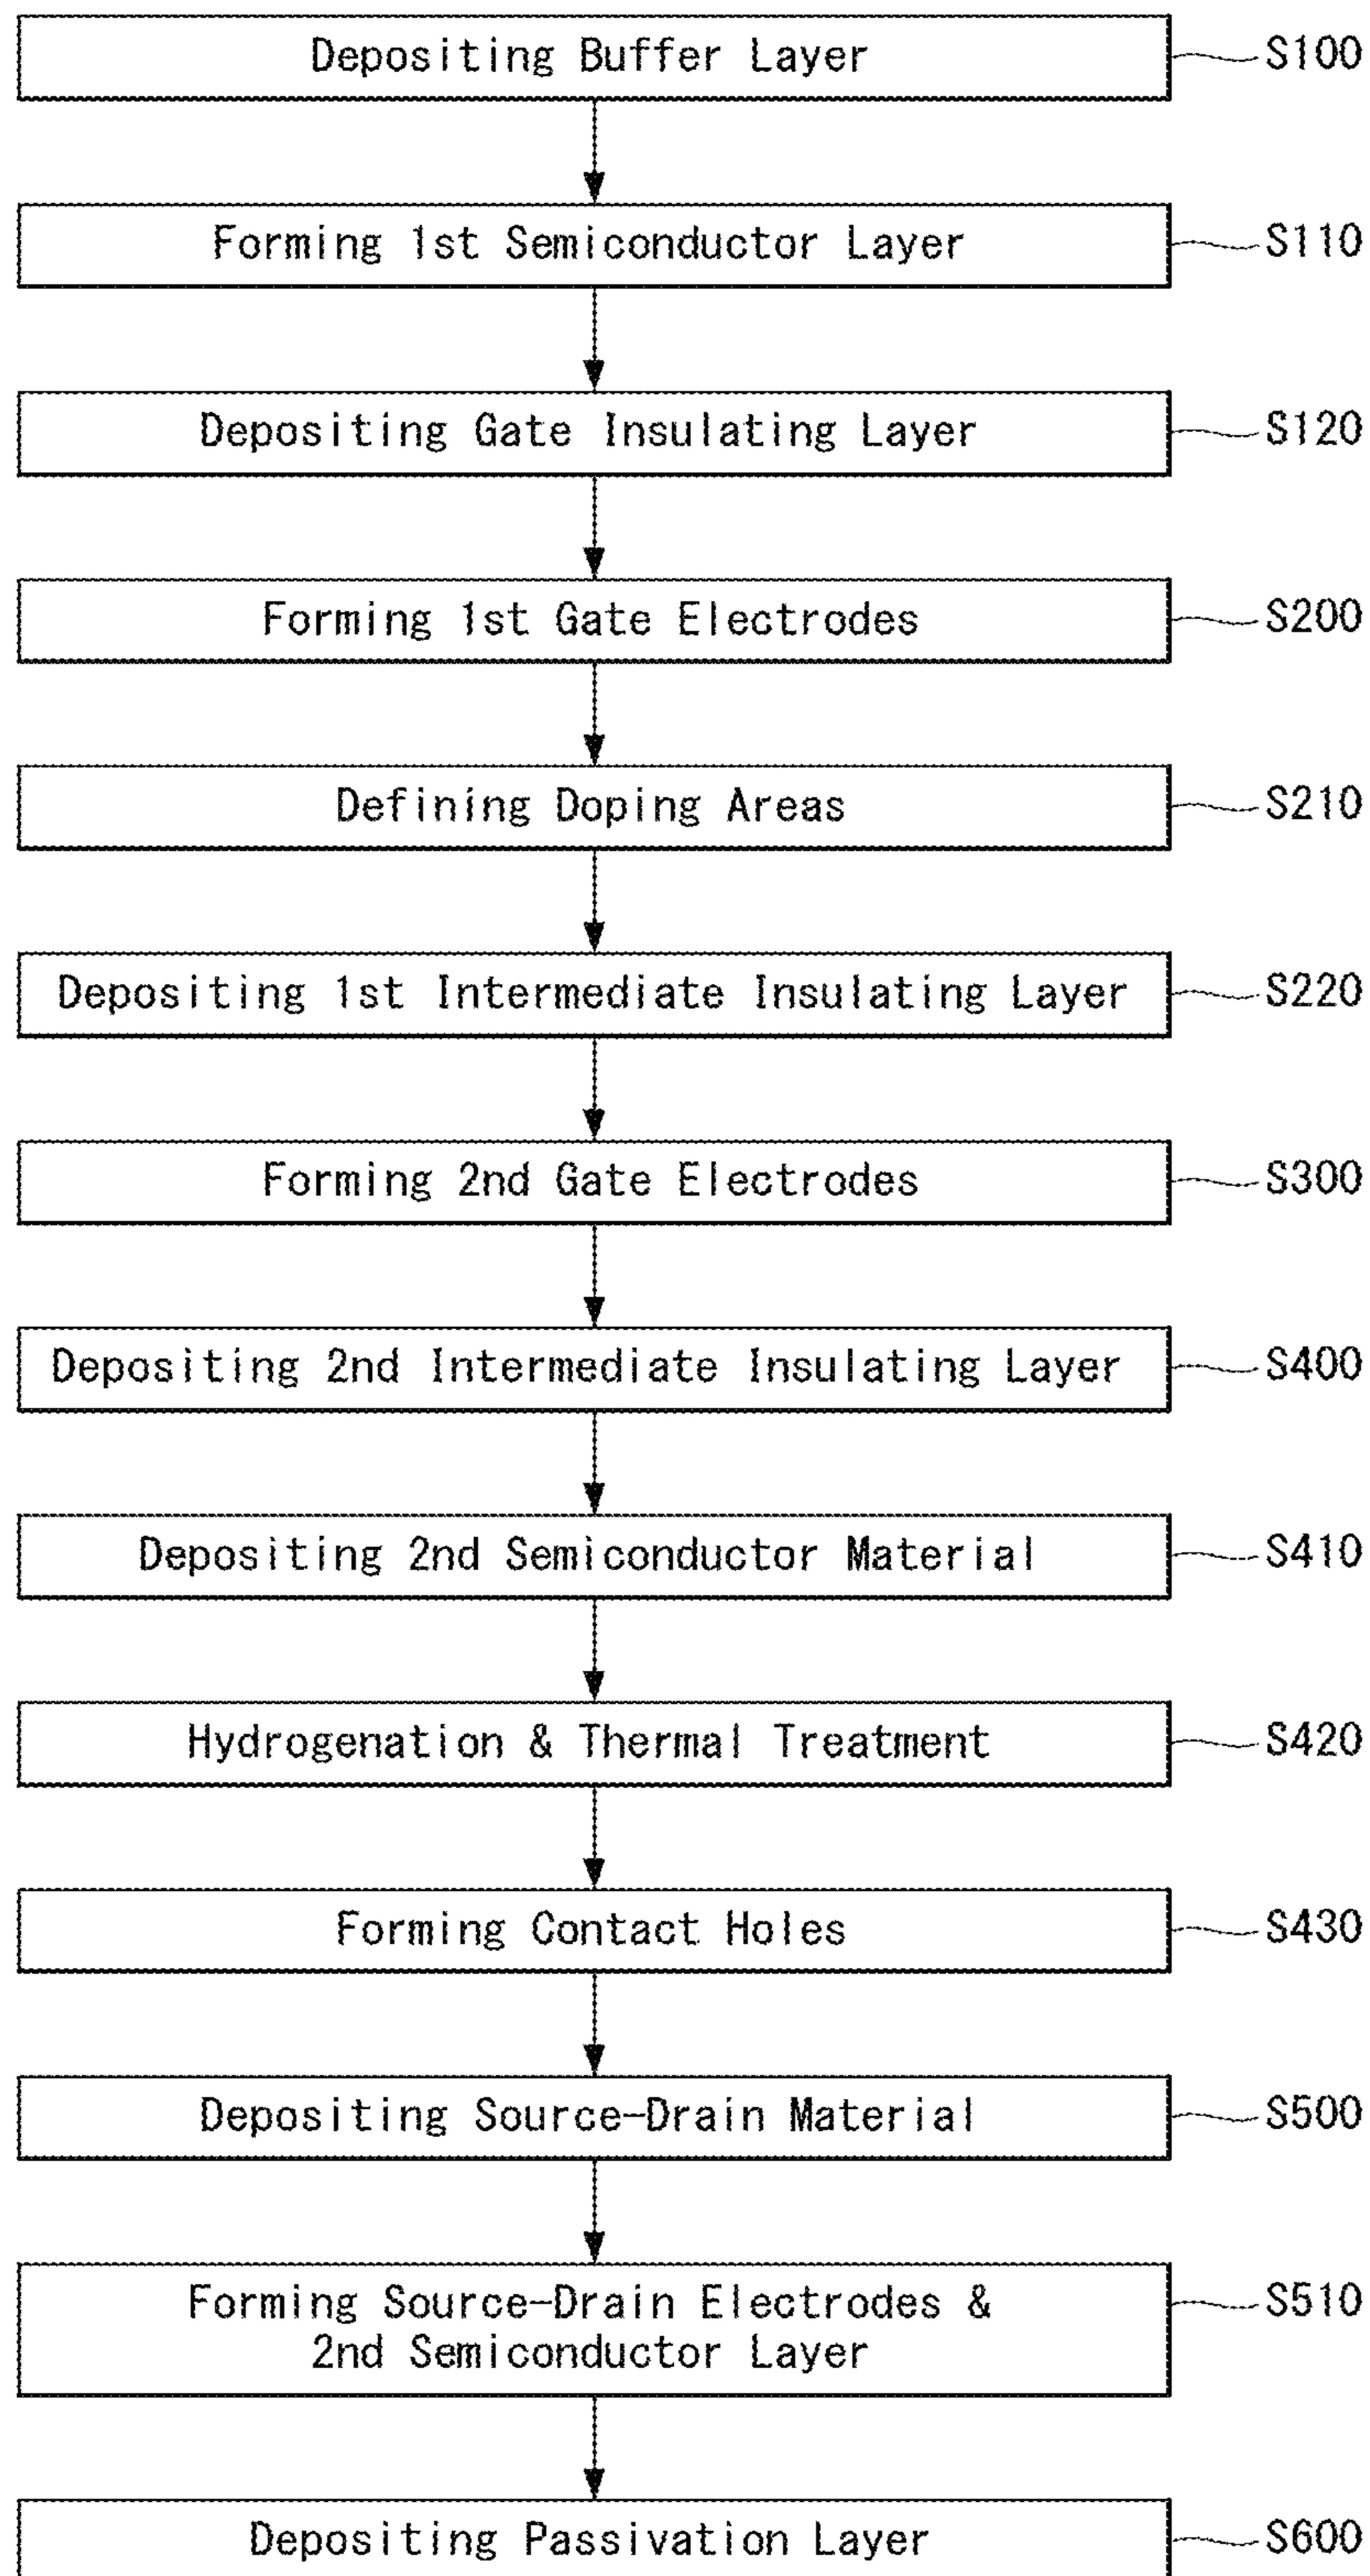 Depositing Buffer Layer S100
Forming 1st Semiconductor Layer S110
Depositing Gate Insulating Layer S120
Forming 1st Gate Electrodes S200
Defining Doping Areas S210
Depositing 1st Intermediate Insulating Layer S220
Forming 2nd Gate Electrodes S300
Depositing 2nd Intermediate Insulating Layer S400
Depositing 2nd Semiconductor Material S410
Hydrogenation & Thermal Treatment S420
Forming Contact Holes S430
Depositing Source-Drain Material S500
Forming Source-Drain Electrodes & S510
2nd Semiconductor Layer
Depositing Passivation Layer S600